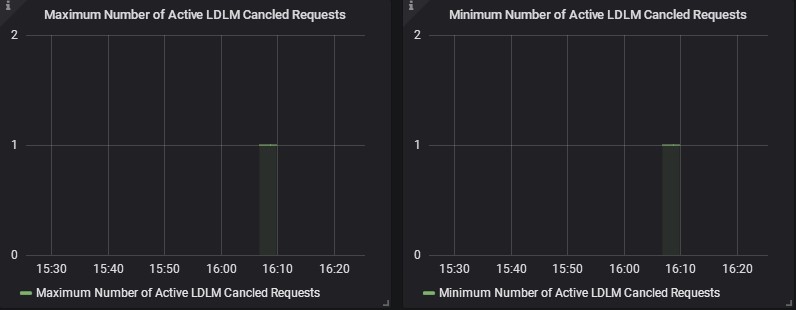 i
Maximum Number of Active LDLM Cancled Requests
2
1
0
15:30 15:40 15:50 16:00 16:10 16:20
Maximum Number of Active LDLM Cancled Requests
i
Minimum Number of Active LDLM Cancled Requests
2
1
0
15:30 15:40 15:50 16:00 16:10 16:20
Minimum Number of Active LDLM Cancled Requests